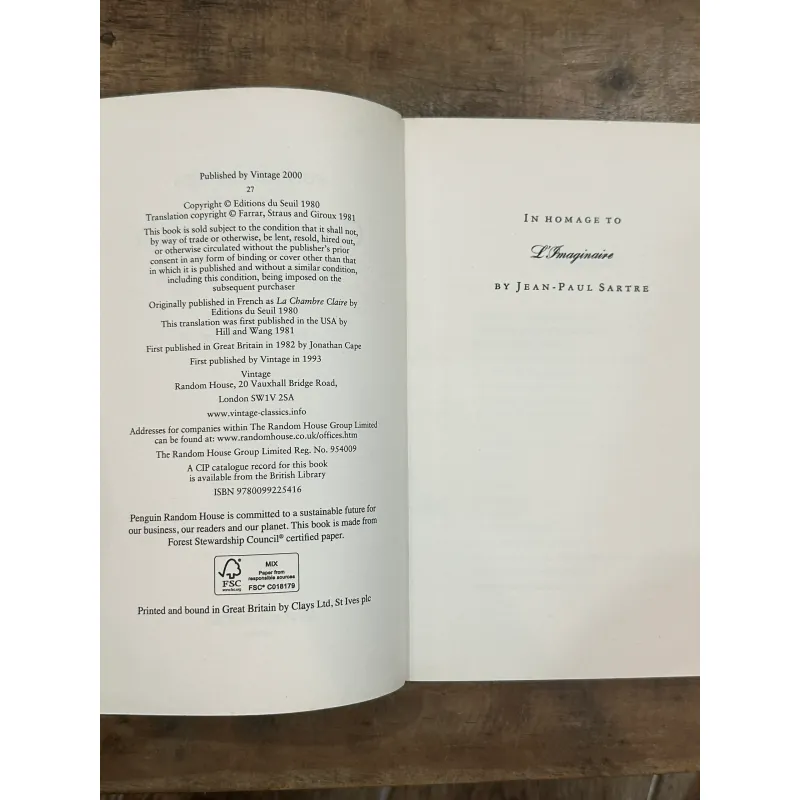 Published by Vintage 2000
27
Copyright © Editions du Seuil 1980
Translation copyright © Farrar, Straus and Giroux 1981
This book is sold subject to the condition that it shall not,
by way of trade or otherwise, be lent, resold, hired out,
or otherwise circulated without the publisher's prior
consent in any form of binding or cover other than that
in which it is published and without a similar condition,
including this condition, being imposed on the
subsequent purchaser
Originally published in French as La Chambre Claire by
Editions du Seuil 1980
This translation was first published in the USA by
Hill and Wang 1981
First published in Great Britain in 1982 by Jonathan Cape
First published by Vintage in 1993
Vintage
Random House, 20 Vauxhall Bridge Road,
London SW1V 2SA
www.vintage-classics.info
Addresses for companies within The Random House Group Limited
can be found at: www.randomhouse.co.uk/offices.htm
The Random House Group Limited Reg. No. 954009
A CIP catalogue record for this book
is available from the British Library
ISBN 9780099225416
Penguin Random House is committed to a sustainable future for
our business, our readers and our planet. This book is made from
Forest Stewardship Council® certified paper.
FSC
www.fsc.org
MIX
Paper from
responsible sources
FSC® C018179
Printed and bound in Great Britain by Clays Ltd, St Ives plc
IN HOMAGE TO
L'Imaginaire
BY JEAN-PAUL SARTRE